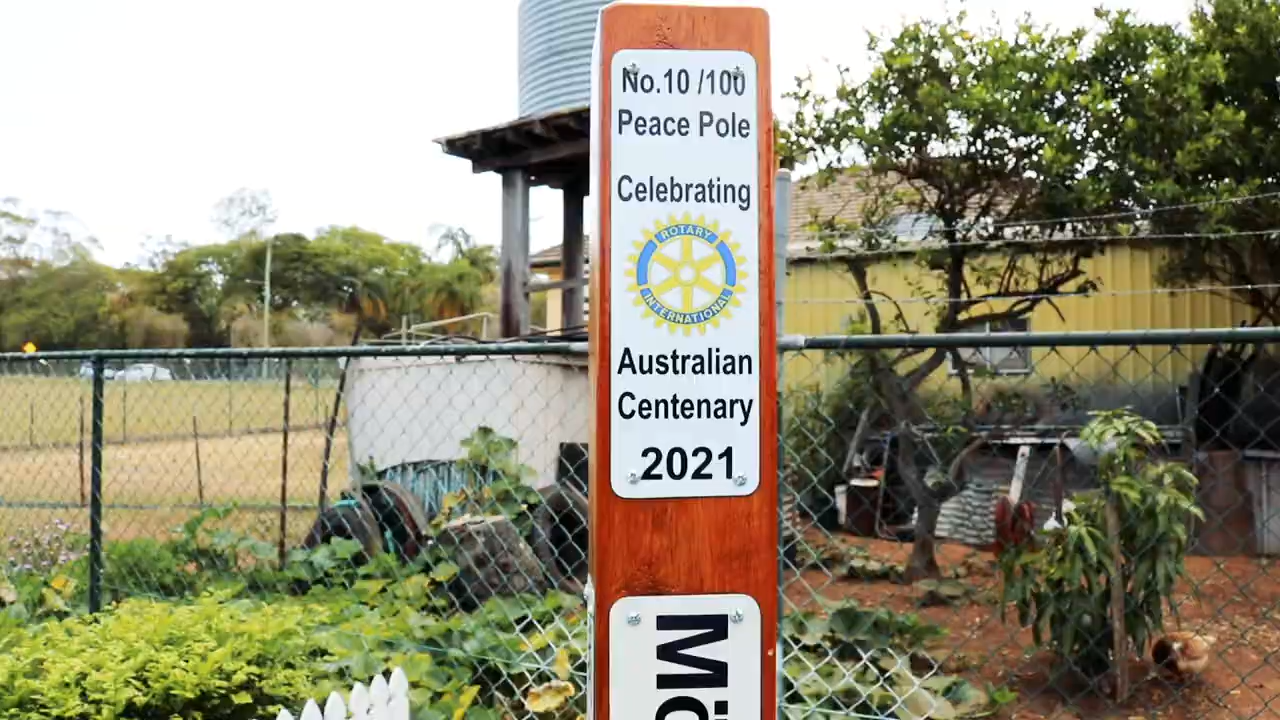 No.10 /100
Peace Pole
Celebrating
ROTARY
INTERNATIONAL
Australian
Centenary
2021